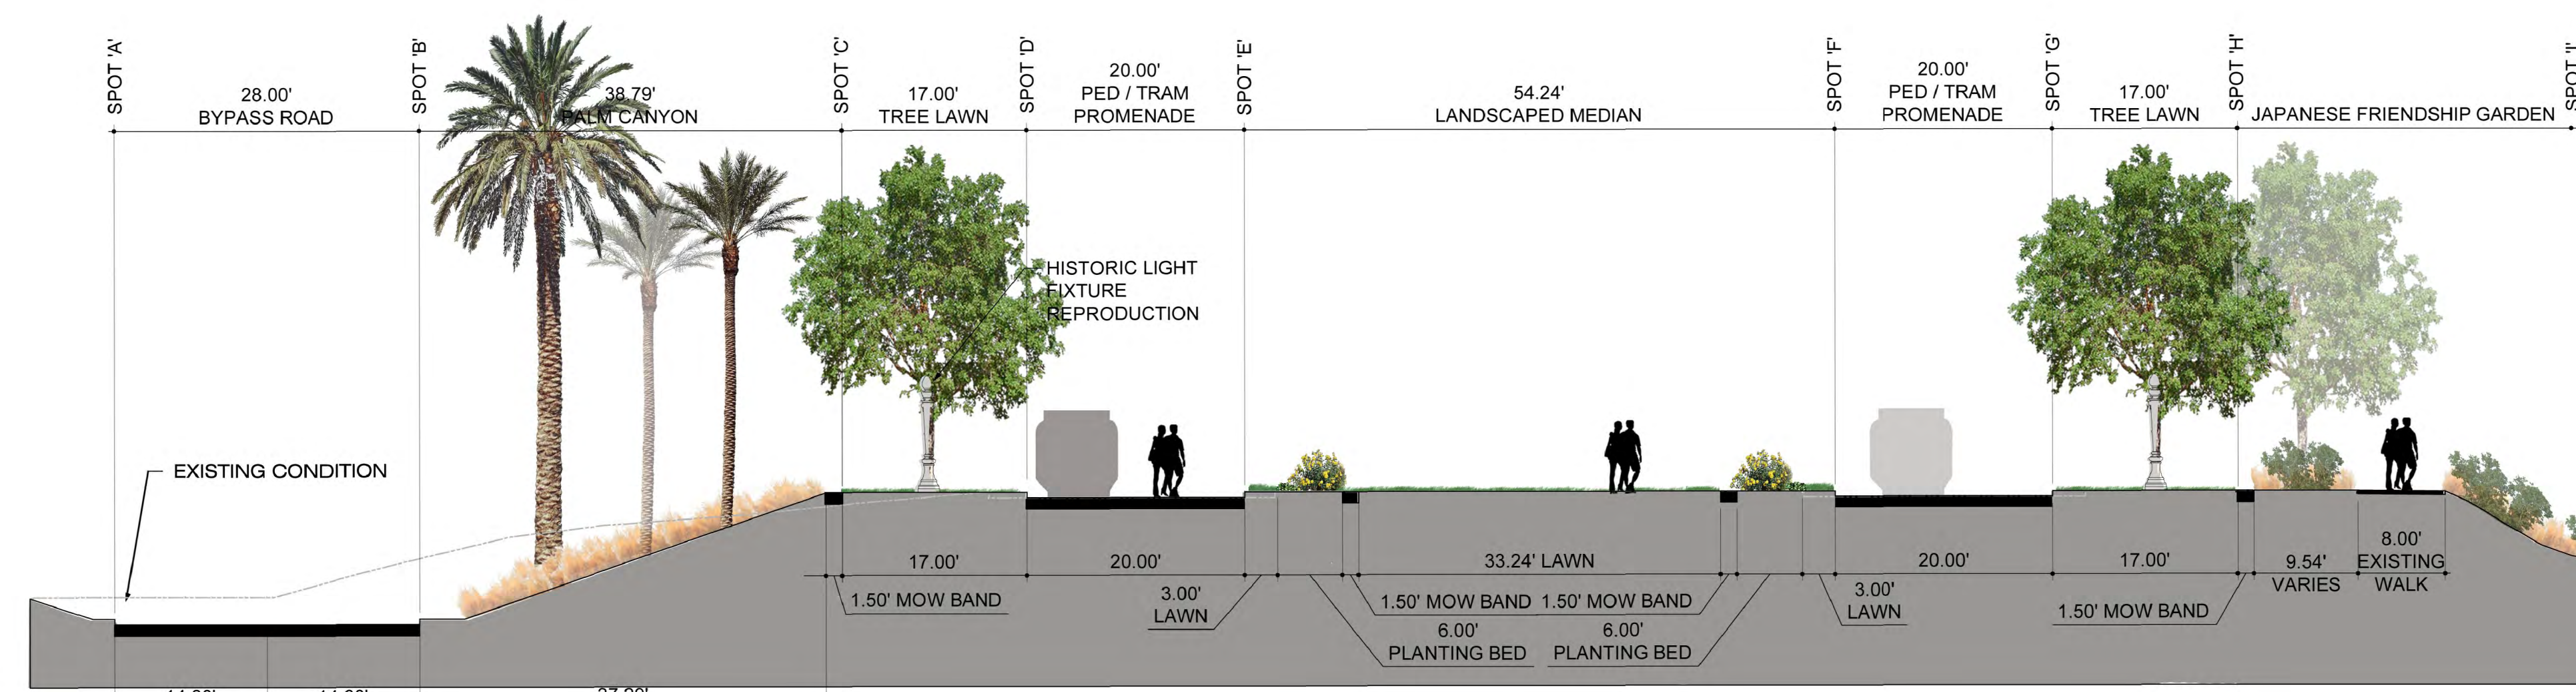 SPOT 'A'
28.00'
BYPASS ROAD
SPOT 'B'
38.79'
PALM CANYON
SPOT 'C'
17.00'
TREE LAWN
SPOT 'D'
20.00'
PED / TRAM
PROMENADE
SPOT 'E'
54.24'
LANDSCAPED MEDIAN
SPOT 'F'
20.00'
PED / TRAM
PROMENADE
SPOT 'G'
17.00'
TREE LAWN
SPOT 'H'
JAPANESE FRIENDSHIP GARDEN
HISTORIC LIGHT
FIXTURE
REPRODUCTION
EXISTING CONDITION
17.00'
1.50' MOW BAND
20.00'
3.00'
LAWN
33.24' LAWN
1.50' MOW BAND
1.50' MOW BAND
6.00'
PLANTING BED
6.00'
PLANTING BED
3.00'
LAWN
20.00'
17.00'
1.50' MOW BAND
9.54'
VARIES
8.00'
EXISTING
WALK